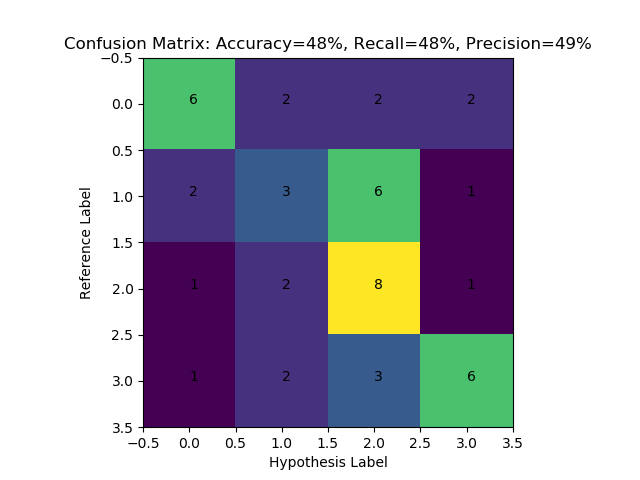 Confusion Matrix: Accuracy=48%, Recall=48%, Precision=49%
−0.5
6 2 2 2
0.0
0.5
2 3 6 1
1.0
1.5
1 2 8 1
2.0
2.5
1 2 3 6
3.0
3.5
−0.5 0.0 0.5 1.0 1.5 2.0 2.5 3.0 3.5
Reference Label
Hypothesis Label